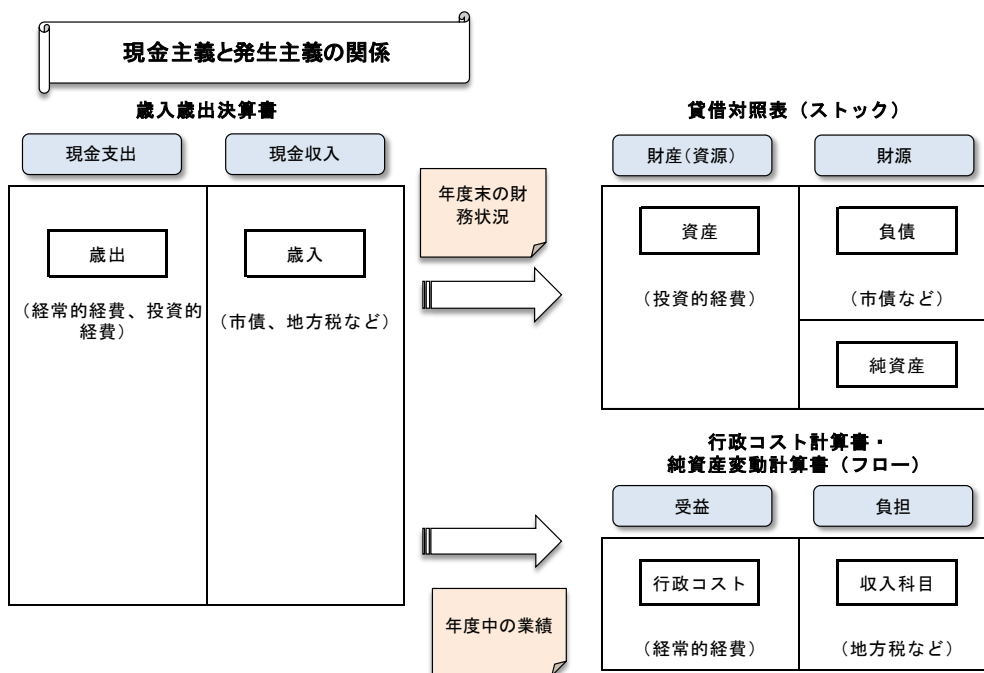 現金主義と発生主義の関係
歳入歳出決算書
現金支出
現金収入
歳出
歳入
（経常的経費、投資的
経費）
（市債、地方税など）
年度末の財
務状況
年度中の業績
貸借対照表（ストック）
財産(資源)
財源
資産
負債
（投資的経費）
（市債など）
純資産
行政コスト計算書・
純資産変動計算書（フロー）
受益
負担
行政コスト
収入科目
（経常的経費）
（地方税など）